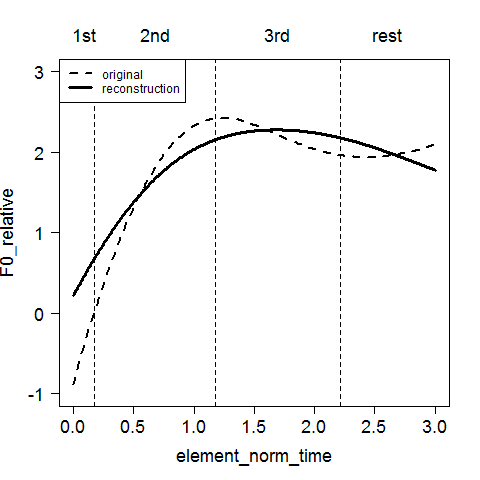 1st 2nd 3rd rest
original
reconstruction
F0_relative
3
2
1
0
-1
0.0 0.5 1.0 1.5 2.0 2.5 3.0
element_norm_time